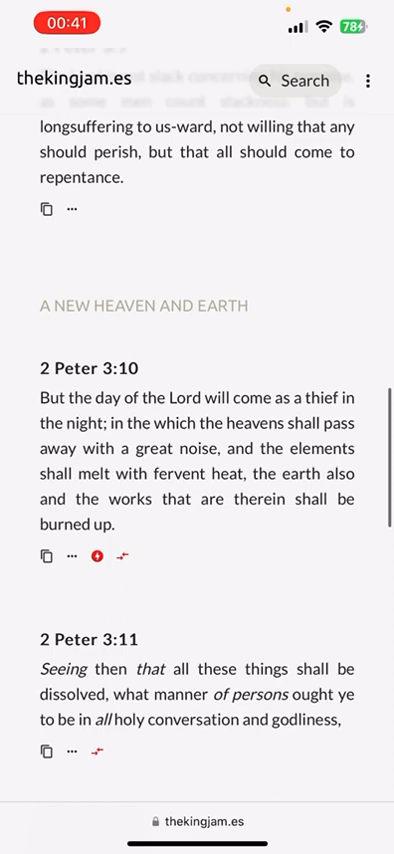 00:41
78
thekingjam.es
Search
longsuffering to us-ward, not willing that any
should perish, but that all should come to
repentance.
A NEW HEAVEN AND EARTH
2 Peter 3:10
But the day of the Lord will come as a thief in
the night; in the which the heavens shall pass
away with a great noise, and the elements
shall melt with fervent heat, the earth also
and the works that are therein shall be
burned up.
2 Peter 3:11
Seeing then that all these things shall be
dissolved, what manner of persons ought ye
to be in all holy conversation and godliness,
thekingjam.es